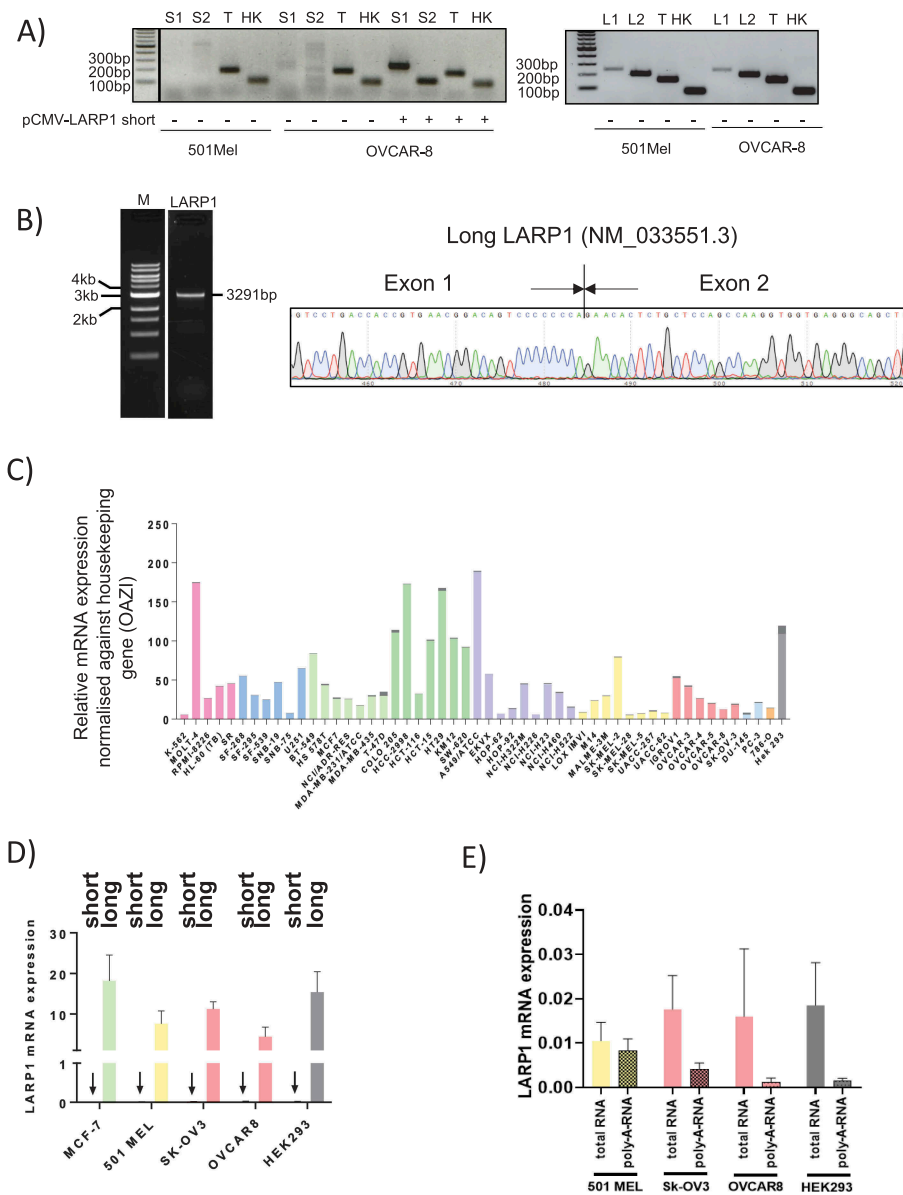 A)
S1 S2 T HK S1 S2 T HK S1 S2 T HK
300bp
200bp
100bp
pCMV-LARP1 short - - - - - - - - + + + +
501Mel OVCAR-8
L1 L2 T HK L1 L2 T HK
300bp
200bp
100bp
- - - - - - - -
501Mel OVCAR-8
B)
M LARP1
4kb
3kb
2kb
3291bp
Long LARP1 (NM_033551.3)
Exon 1 Exon 2
GTCCTGACCACCGTGAACGGACAGTCCCCCCCAGAACACTCTGCTCCAGCCAAGGTGGTGAGGGCAGCT
460 470 480 490 500 510 520
C)
Relative mRNA expression
normalised against housekeeping
gene (OAZI)
250
200
150
100
50
0
K-562
MOLT-4
RPMI-8226
HL-60 (TB)
SR
SF-268
SF-295
SF-539
SNB-19
SNB-75
U251
BT-549
HS 578T
MCF7
NCI/ADR-RES
MDA-MB-231/ATCC
MDA-MB-435
T-47D
COLO 205
HCC-2998
HCT-116
HCT-15
HT29
KM12
SW-620
A549/ATCC
EKVX
HOP-62
HOP-92
NCI-H322M
NCI-H226
NCI-H23
NCI-H460
NCI-H522
LOX IMVI
M14
MALME-3M
SK-MEL-2
SK-MEL-28
SK-MEL-5
UACC-257
UACC-62
IGROV1
OVCAR-3
OVCAR-4
OVCAR-5
OVCAR-8
SK-OV-3
DU-145
PC-3
786-O
Hek 293
D)
short long short long short long short long short long
LARP1 mRNA expression
30
20
10
1
0
MCF-7
501 MEL
SK-OV3
OVCAR8
HEK293
E)
LARP1 mRNA expression
0.04
0.03
0.02
0.01
0.00
total RNA poly-A-RNA total RNA poly-A-RNA total RNA poly-A-RNA total RNA poly-A-RNA
501 MEL Sk-OV3 OVCAR8 HEK293